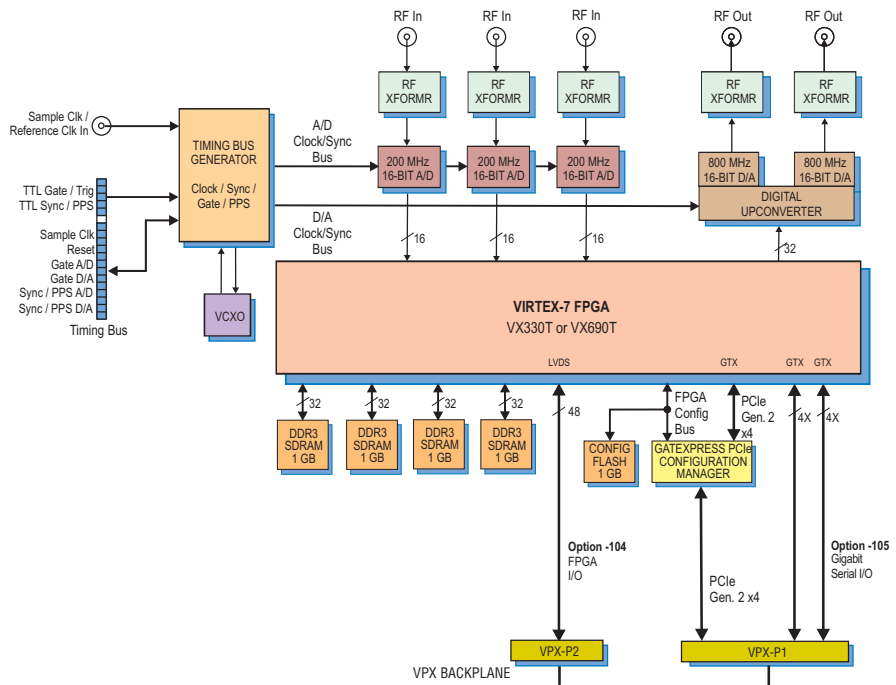 RF In
RF In
RF In
RF Out
RF Out
RF
XFORMR
RF
XFORMR
RF
XFORMR
RF
XFORMR
RF
XFORMR
Sample Clk /
Reference Clk In
TIMING BUS
GENERATOR
Clock / Sync /
Gate / PPS
A/D
Clock/Sync
Bus
200 MHz
16-BIT A/D
200 MHz
16-BIT A/D
200 MHz
16-BIT A/D
800 MHz
16-BIT D/A
800 MHz
16-BIT D/A
DIGITAL
UPCONVERTER
TTL Gate / Trig
TTL Sync / PPS
Sample Clk
Reset
Gate A/D
Gate D/A
Sync / PPS A/D
Sync / PPS D/A
Timing Bus
D/A
Clock/Sync
Bus
16
16
16
32
VCXO
VIRTEX-7 FPGA
VX330T or VX690T
LVDS
GTX
GTX
GTX
32
32
32
32
48
FPGA
Config
Bus
PCIe
Gen. 2
x4
4X
4X
DDR3
SDRAM
1 GB
DDR3
SDRAM
1 GB
DDR3
SDRAM
1 GB
DDR3
SDRAM
1 GB
CONFIG
FLASH
1 GB
GATEXPRESS PCIe
CONFIGURATION
MANAGER
Option -104
FPGA
I/O
PCIe
Gen. 2 x4
Option -105
Gigabit
Serial I/O
VPX-P2
VPX-P1
VPX BACKPLANE